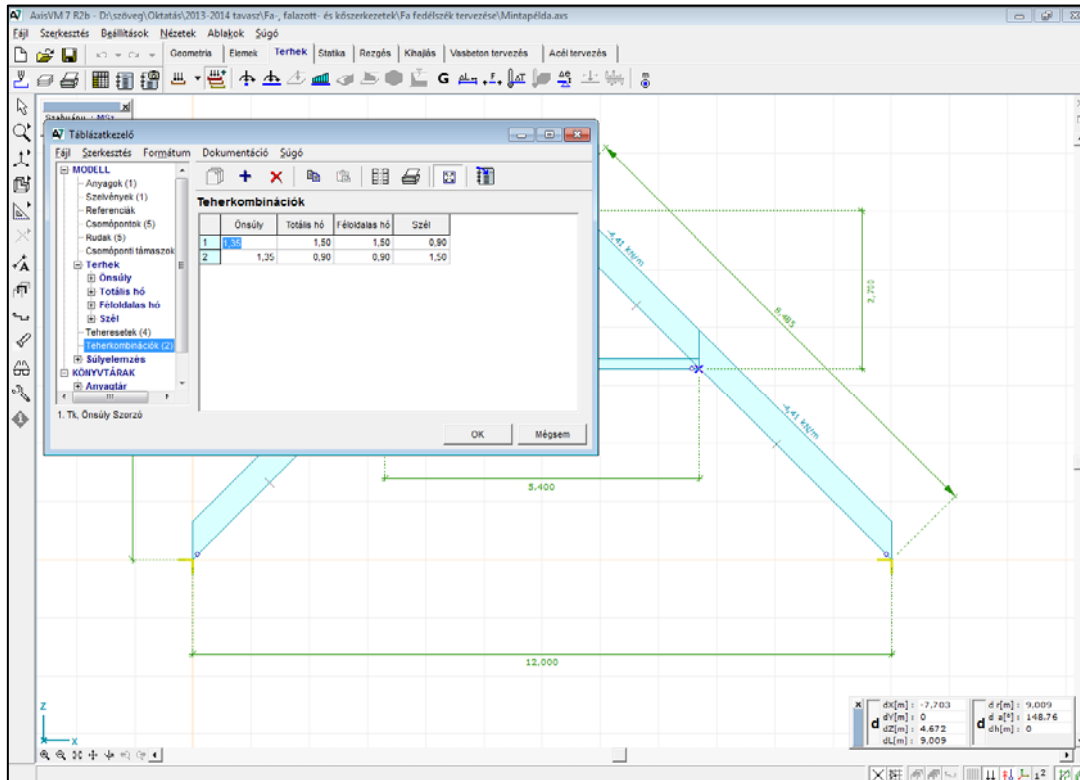 AxisVM 7 R2b - D:\szöveg\Oktatás\2013-2014 tavasz\Fa-, falazott- és kőszerkezetek\Fa fedélszék tervezése\Mintapélda.axs
Fájl Szerkesztés Beállítások Nézetek Ablakok Súgó
Geometria Elemek Terhek Statika Rezgés Kihajlás Vasbeton tervezés Acél tervezés
Szabvány : MSz
Táblázatkezelő
Fájl Szerkesztés Formátum Dokumentáció Súgó
MODELL
Anyagok (1)
Szelvények (1)
Referenciák
Csomópontok (5)
Rudak (5)
Csomóponti támaszok
Terhek
Önsúly
Totális hó
Féloldalas hó
Szél
Teheresetek (4)
Teherkombinációk (2)
Súlyelemzés
KÖNYVTÁRAK
Anyagtár
Teherkombinációk
Önsúly Totális hó Féloldalas hó Szél
1 1,35 1,50 1,50 0,90
2 1,35 0,90 0,90 1,50
1. Tk, Önsúly Szorzó
OK Mégsem
-4,41 kN/m
8,485
2,700
-4,41 kN/m
5,400
12,000
Z
X
d
dX[m] : -7,703
dY[m] : 0
dZ[m] : 4.672
dL[m] : 9.009
d
d r[m] : 9,009
d a[°] : 148.76
dh[m] : 0